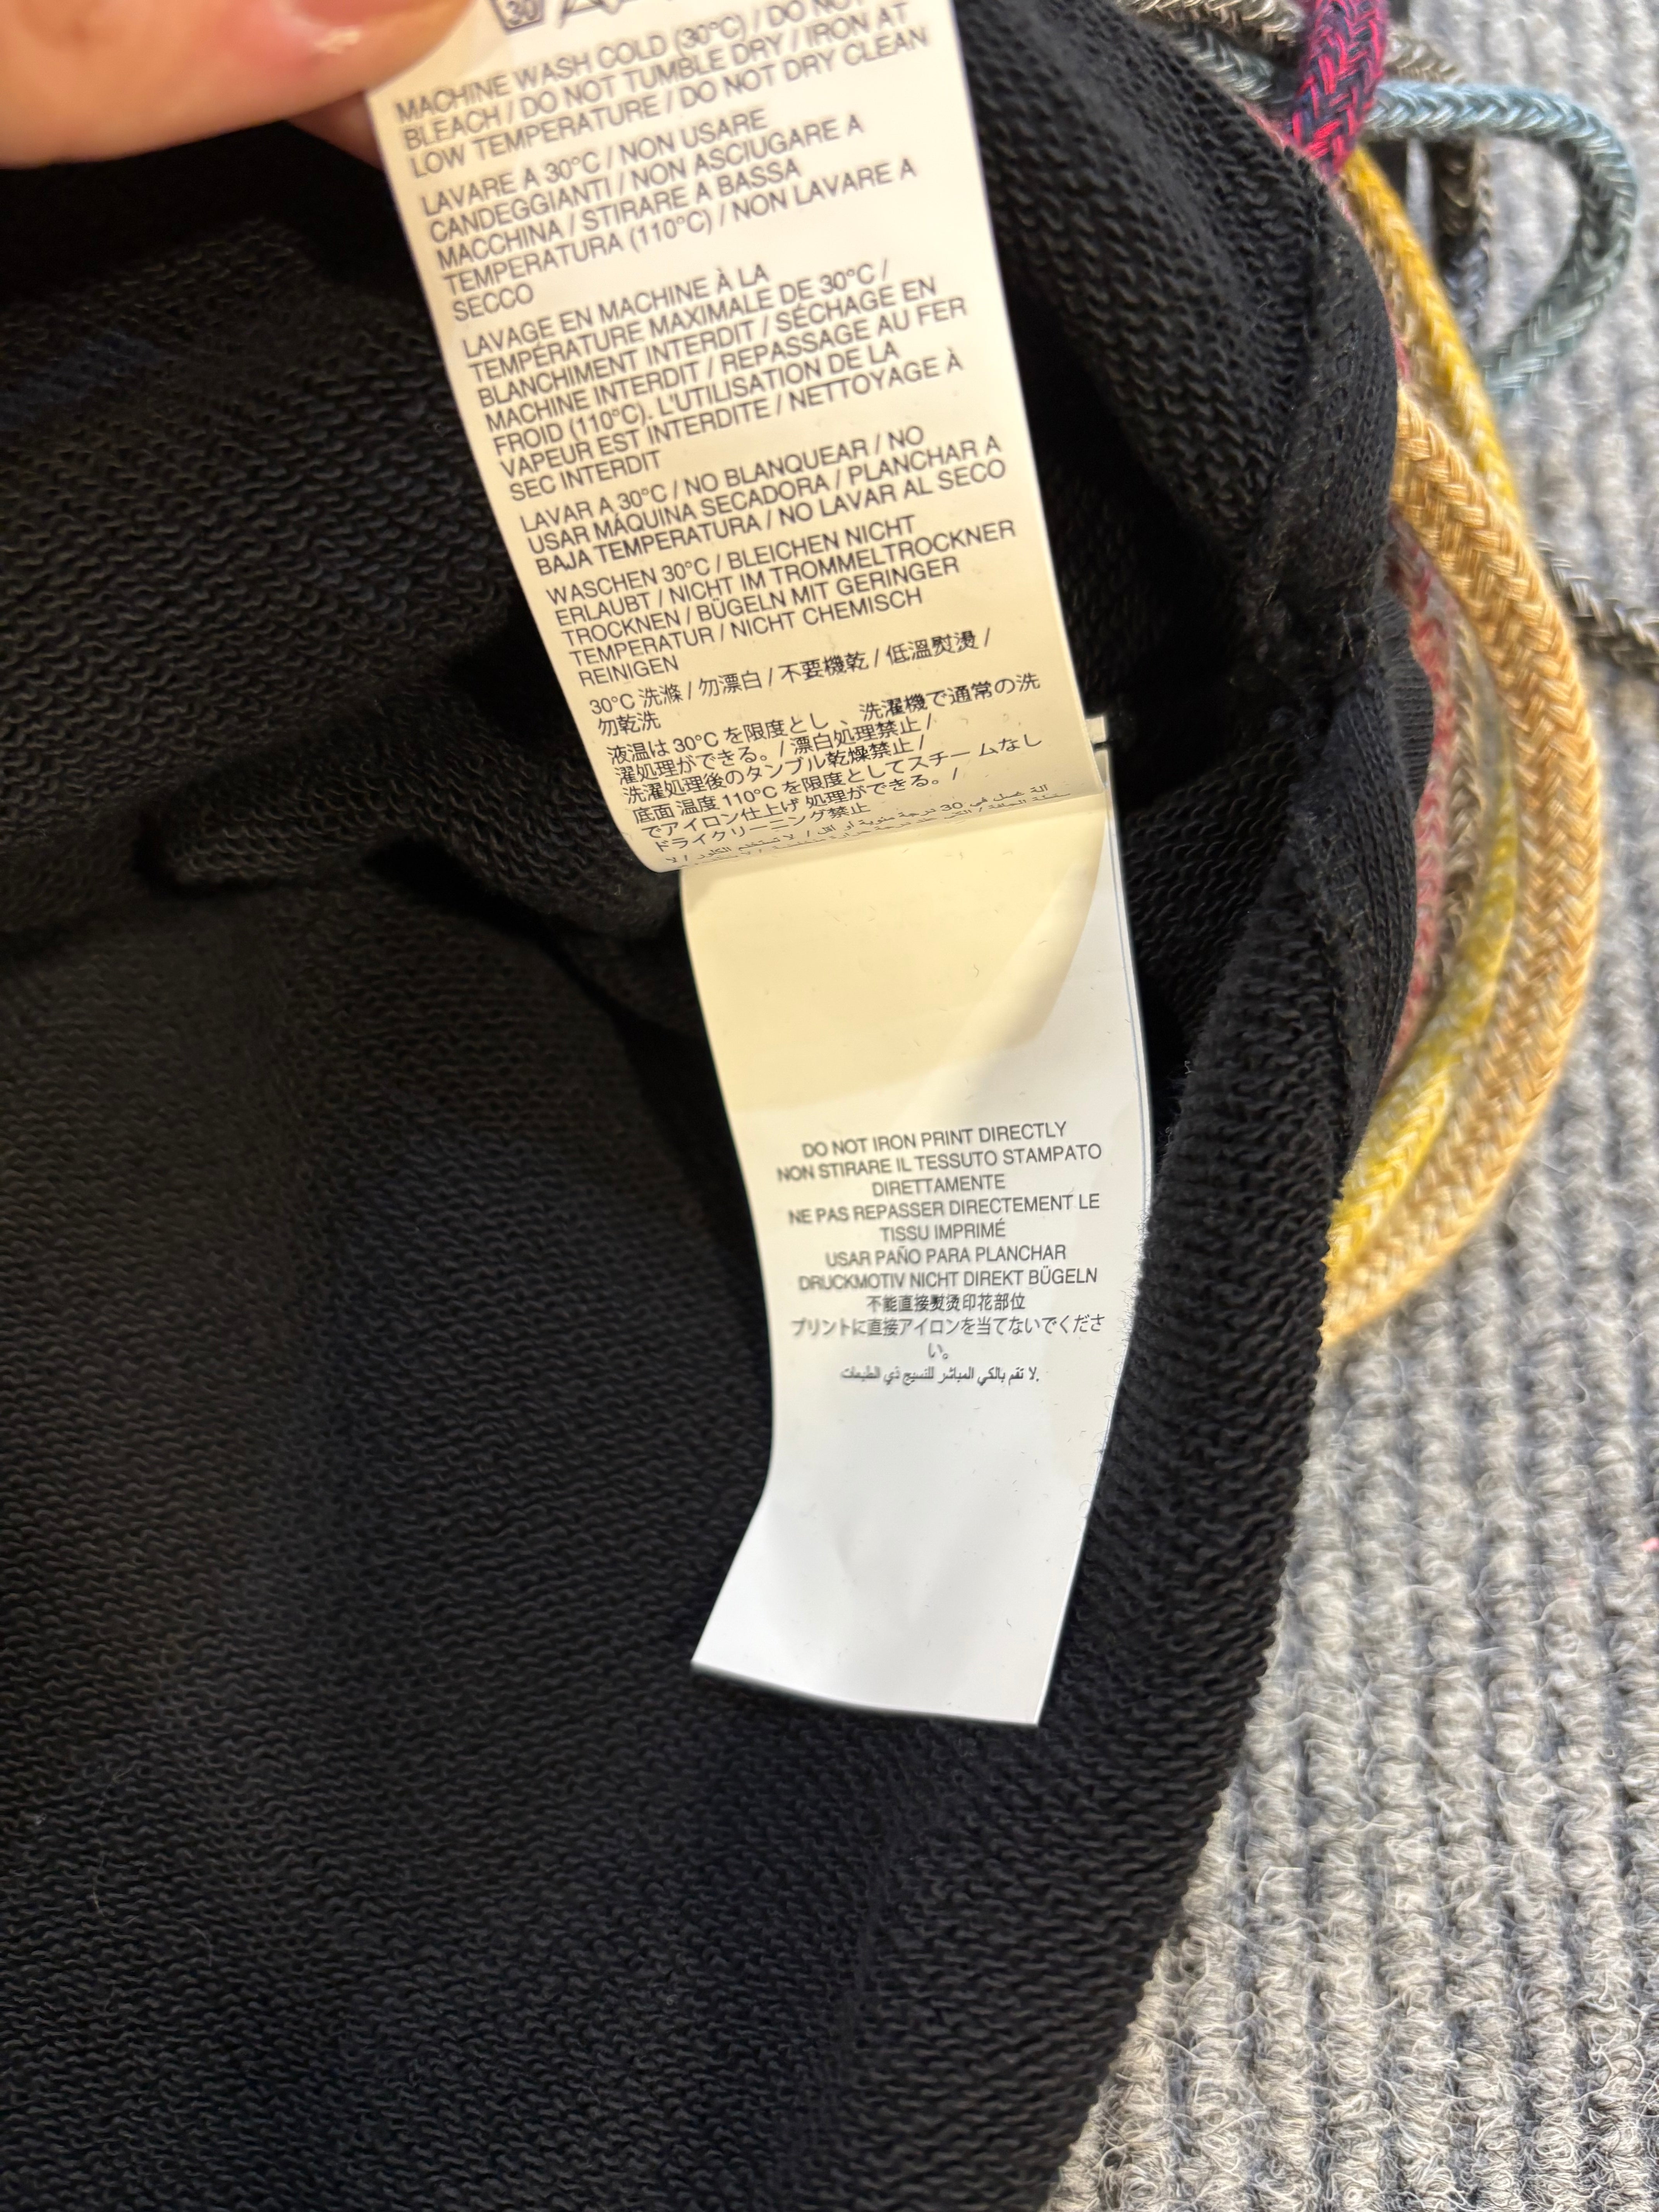 30
MACHINE WASH COLD (30°C) / DO NOT
BLEACH / DO NOT TUMBLE DRY / IRON AT
LOW TEMPERATURE / DO NOT DRY CLEAN
LAVARE A 30°C / NON USARE
CANDEGGIANTI / NON ASCIUGARE A
MACCHINA / STIRARE A BASSA
TEMPERATURA (110°C) / NON LAVARE A
SECCO
LAVAGE EN MACHINE À LA
TEMPÉRATURE MAXIMALE DE 30°C /
BLANCHIMENT INTERDIT / SÉCHAGE EN
MACHINE INTERDIT / REPASSAGE AU FER
FROID (110°C). L'UTILISATION DE LA
VAPEUR EST INTERDITE / NETTOYAGE À
SEC INTERDIT
LAVAR A 30°C / NO BLANQUEAR / NO
USAR MÁQUINA SECADORA / PLANCHAR A
BAJA TEMPERATURA / NO LAVAR AL SECO
WASCHEN 30°C / BLEICHEN NICHT
ERLAUBT / NICHT IM TROMMELTROCKNER
TROCKNEN / BÜGELN MIT GERINGER
TEMPERATUR / NICHT CHEMISCH
REINIGEN
30°C 洗滌 / 勿漂白 / 不要機乾 / 低溫熨燙 /
勿乾洗
液温は 30°C を限度とし 、洗濯機で通常の洗
濯処理ができる。/ 漂白処理禁止 /
洗濯処理後のタンブル乾燥禁止 /
底面 温度 110°C を限度としてスチー ムなし
でアイロン仕上げ 処理ができる。/
ドライクリーニング禁止
DO NOT IRON PRINT DIRECTLY
NON STIRARE IL TESSUTO STAMPATO
DIRETTAMENTE
NE PAS REPASSER DIRECTEMENT LE
TISSU IMPRIMÉ
USAR PAÑO PARA PLANCHAR
DRUCKMOTIV NICHT DIREKT BÜGELN
不能直接熨烫印花部位
プリントに直接アイロンを当てないでくださ
い。
لا تقم بالكي المباشر للنسيج ذي الطبعات.